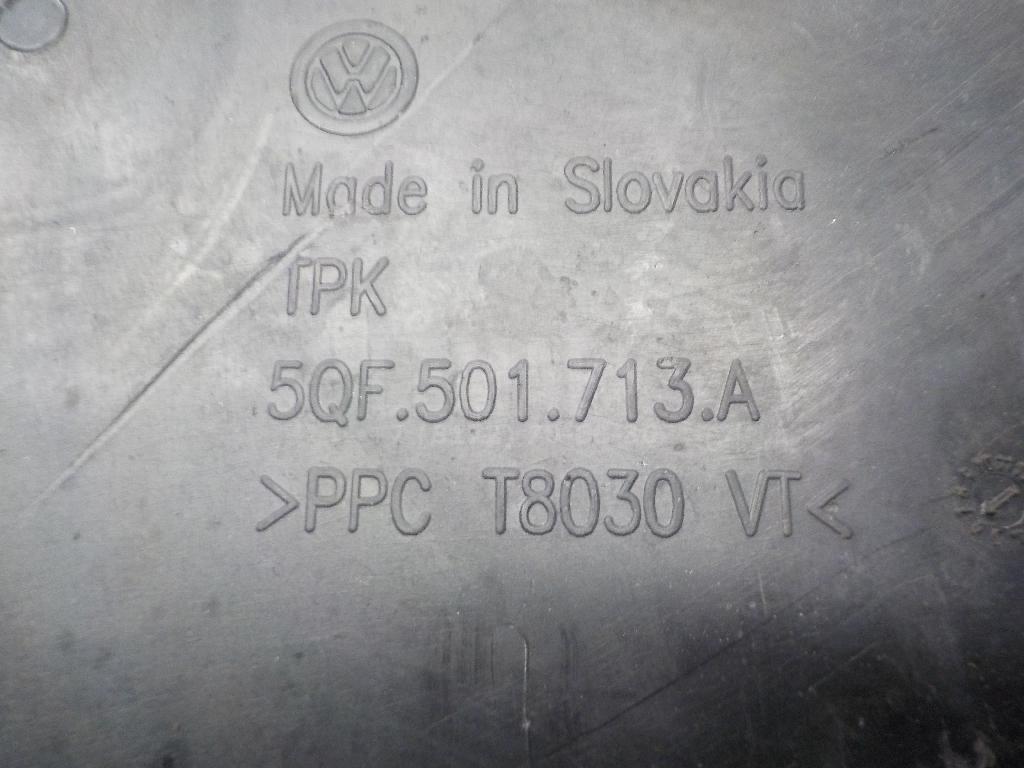 Made in Slovakia
TPK
5QF.501.713.A
>PPC T8030 VT<